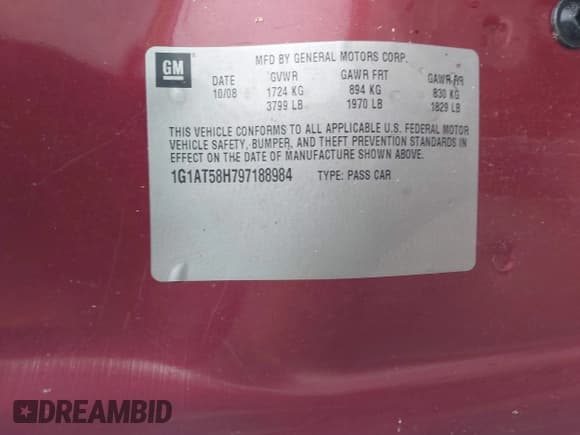 GM
MFD BY GENERAL MOTORS CORP.
DATE GVWR GAWR FRT GAWR RR
10/08 1724 KG 894 KG 830 KG
3799 LB 1970 LB 1829 LB
THIS VEHICLE CONFORMS TO ALL APPLICABLE U.S. FEDERAL MOTOR
VEHICLE SAFETY, BUMPER, AND THEFT PREVENTION STANDARDS IN
EFFECT ON THE DATE OF MANUFACTURE SHOWN ABOVE.
1G1AT58H797188984 TYPE: PASS CAR
DREAMBID